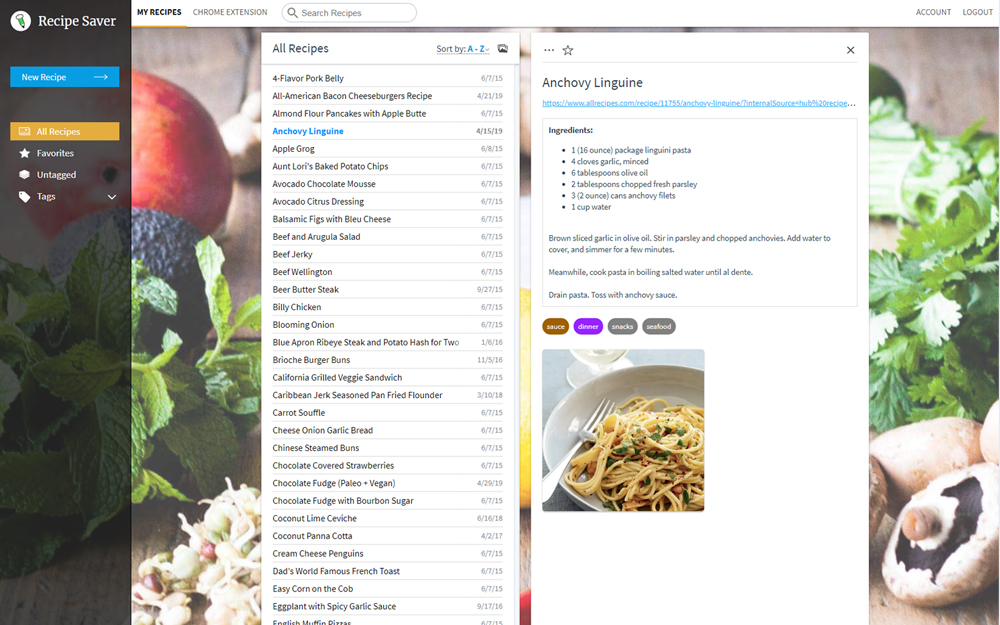 Recipe Saver
MY RECIPES
CHROME EXTENSION
Search Recipes
ACCOUNT
LOGOUT
New Recipe
All Recipes
Favorites
Untagged
Tags
All Recipes
Sort by: A - Z
4-Flavor Pork Belly 6/7/15
All-American Bacon Cheeseburgers Recipe 4/21/19
Almond Flour Pancakes with Apple Butte 6/7/15
Anchovy Linguine 4/15/19
Apple Grog 6/8/15
Aunt Lori's Baked Potato Chips 6/7/15
Avocado Chocolate Mousse 6/7/15
Avocado Citrus Dressing 6/7/15
Balsamic Figs with Bleu Cheese 6/7/15
Beef and Arugula Salad 6/7/15
Beef Jerky 6/7/15
Beef Wellington 6/7/15
Beer Butter Steak 9/27/15
Billy Chicken 6/7/15
Blooming Onion 6/7/15
Blue Apron Ribeye Steak and Potato Hash for Two 1/6/16
Brioche Burger Buns 11/5/16
California Grilled Veggie Sandwich 6/7/15
Caribbean Jerk Seasoned Pan Fried Flounder 3/10/18
Carrot Souffle 6/7/15
Cheese Onion Garlic Bread 6/7/15
Chinese Steamed Buns 6/7/15
Chocolate Covered Strawberries 6/7/15
Chocolate Fudge (Paleo + Vegan) 4/29/19
Chocolate Fudge with Bourbon Sugar 6/7/15
Coconut Lime Ceviche 6/16/18
Coconut Panna Cotta 4/2/17
Cream Cheese Penguins 6/7/15
Dad's World Famous French Toast 6/7/15
Easy Corn on the Cob 6/7/15
Eggplant with Spicy Garlic Sauce 9/17/16
English Muffin Pizzas 6/7/15
Anchovy Linguine
https://www.allrecipes.com/recipe/11755/anchovy-linguine/?internalSource=hub%20recipe...
Ingredients:
• 1 (16 ounce) package linguini pasta
• 4 cloves garlic, minced
• 6 tablespoons olive oil
• 2 tablespoons chopped fresh parsley
• 3 (2 ounce) cans anchovy filets
• 1 cup water
Brown sliced garlic in olive oil. Stir in parsley and chopped anchovies. Add water to
cover, and simmer for a few minutes.
Meanwhile, cook pasta in boiling salted water until al dente.
Drain pasta. Toss with anchovy sauce.
sauce
dinner
snacks
seafood